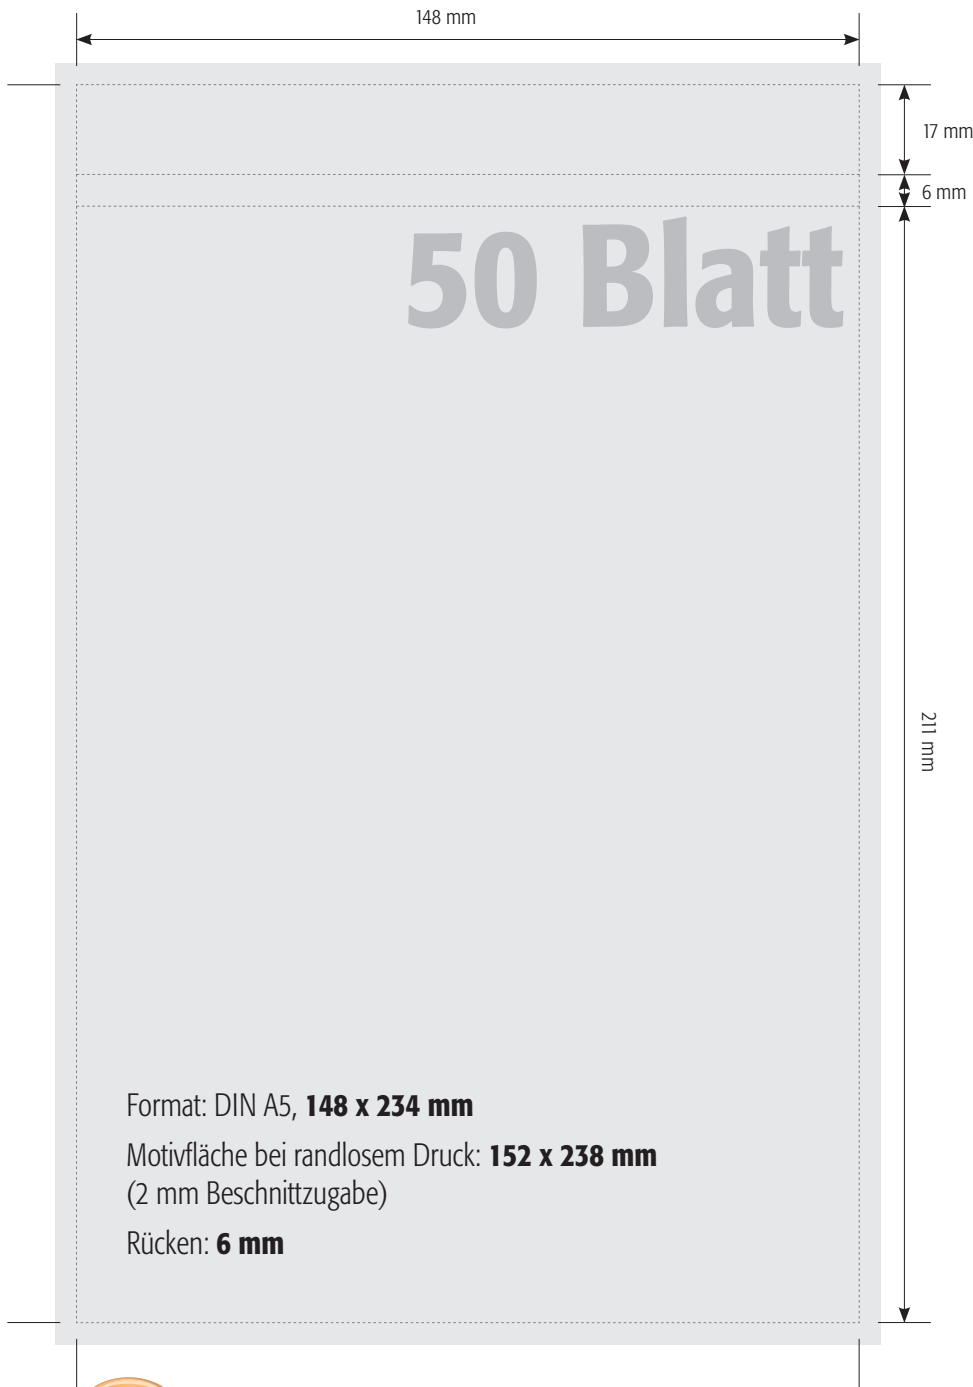 148 mm
17 mm
6 mm
50 Blatt
211 mm
Format: DIN A5, 148 x 234 mm
Motivfläche bei randlosem Druck: 152 x 238 mm
(2 mm Beschnittzugabe)
Rücken: 6 mm